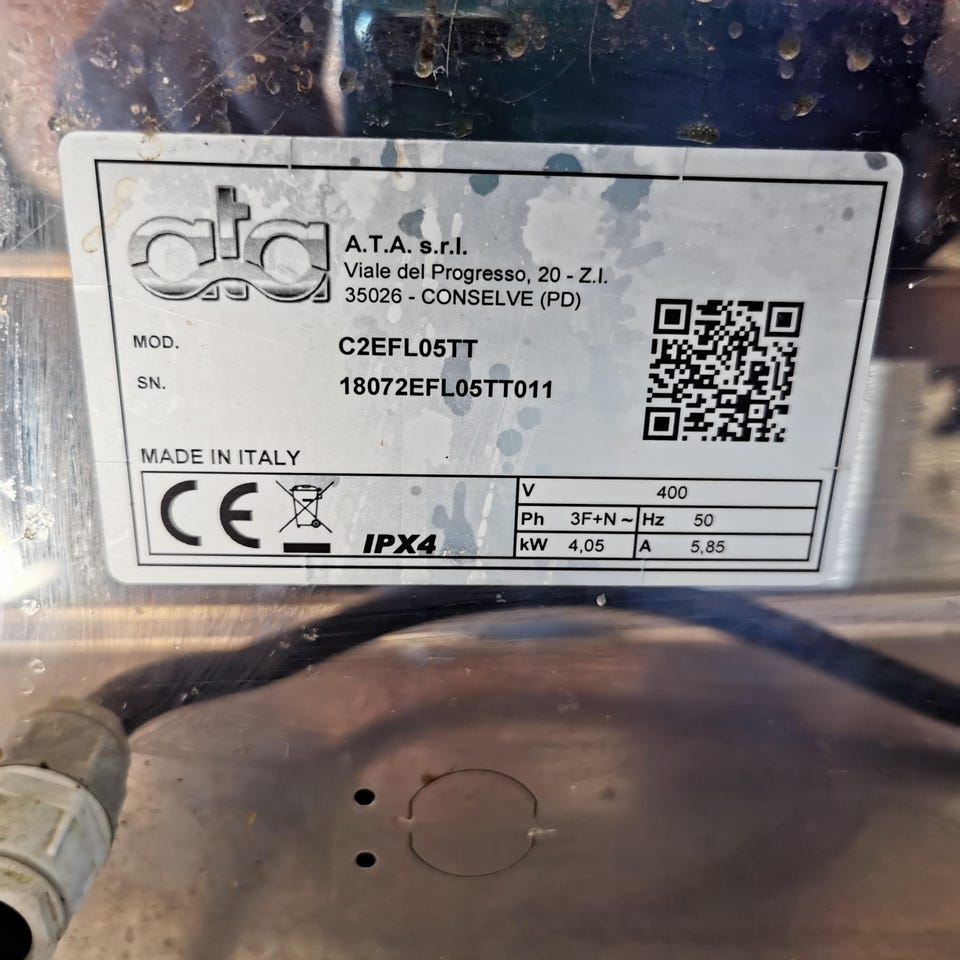 ata
A.T.A. s.r.l.
Viale del Progresso, 20 - Z.I.
35026 - CONSELVE (PD)
MOD. C2EFL05TT
SN. 18072EFL05TT011
MADE IN ITALY
CE
IPX4
V 400
Ph 3F+N ~ Hz 50
kW 4,05 A 5,85